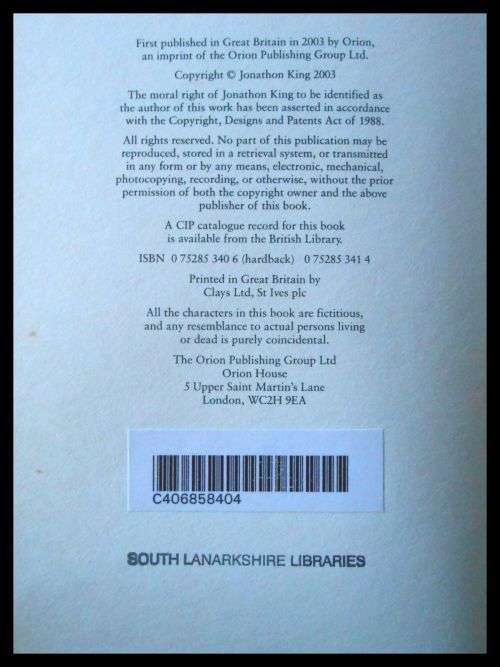 First published in Great Britain in 2003 by Orion,
an imprint of the Orion Publishing Group Ltd.
Copyright © Jonathon King 2003
The moral right of Jonathon King to be identified as
the author of this work has been asserted in accordance
with the Copyright, Designs and Patents Act of 1988.
All rights reserved. No part of this publication may be
reproduced, stored in a retrieval system, or transmitted
in any form or by any means, electronic, mechanical,
photocopying, recording, or otherwise, without the prior
permission of both the copyright owner and the above
publisher of this book.
A CIP catalogue record for this book
is available from the British Library.
ISBN 0 75285 340 6 (hardback) 0 75285 341 4
Printed in Great Britain by
Clays Ltd, St Ives plc
All the characters in this book are fictitious,
and any resemblance to actual persons living
or dead is purely coincidental.
The Orion Publishing Group Ltd
Orion House
5 Upper Saint Martin's Lane
London, WC2H 9EA
C406858404
SOUTH LANARKSHIRE LIBRARIES